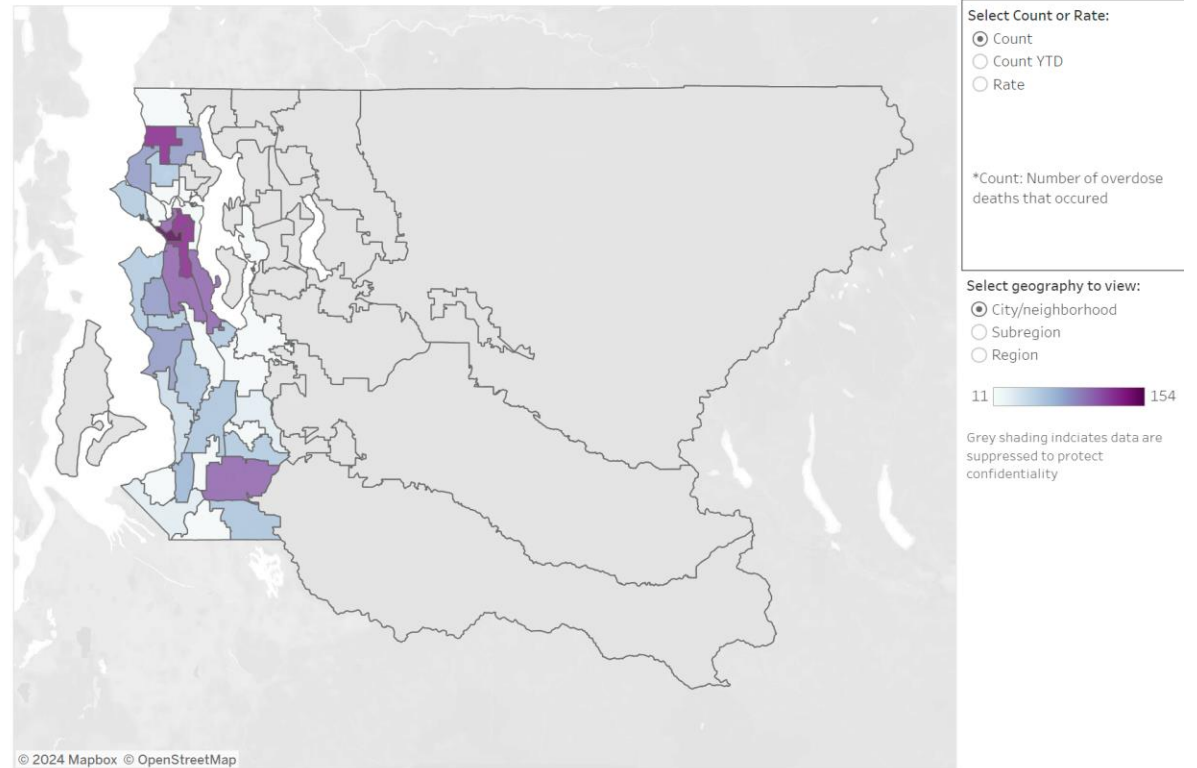 Select Count or Rate:
Count
Count YTD
Rate
*Count: Number of overdose
deaths that occured
Select geography to view:
City/neighborhood
Subregion
Region
11 154
Grey shading indciates data are
suppressed to protect
confidentiality
© 2024 Mapbox © OpenStreetMap